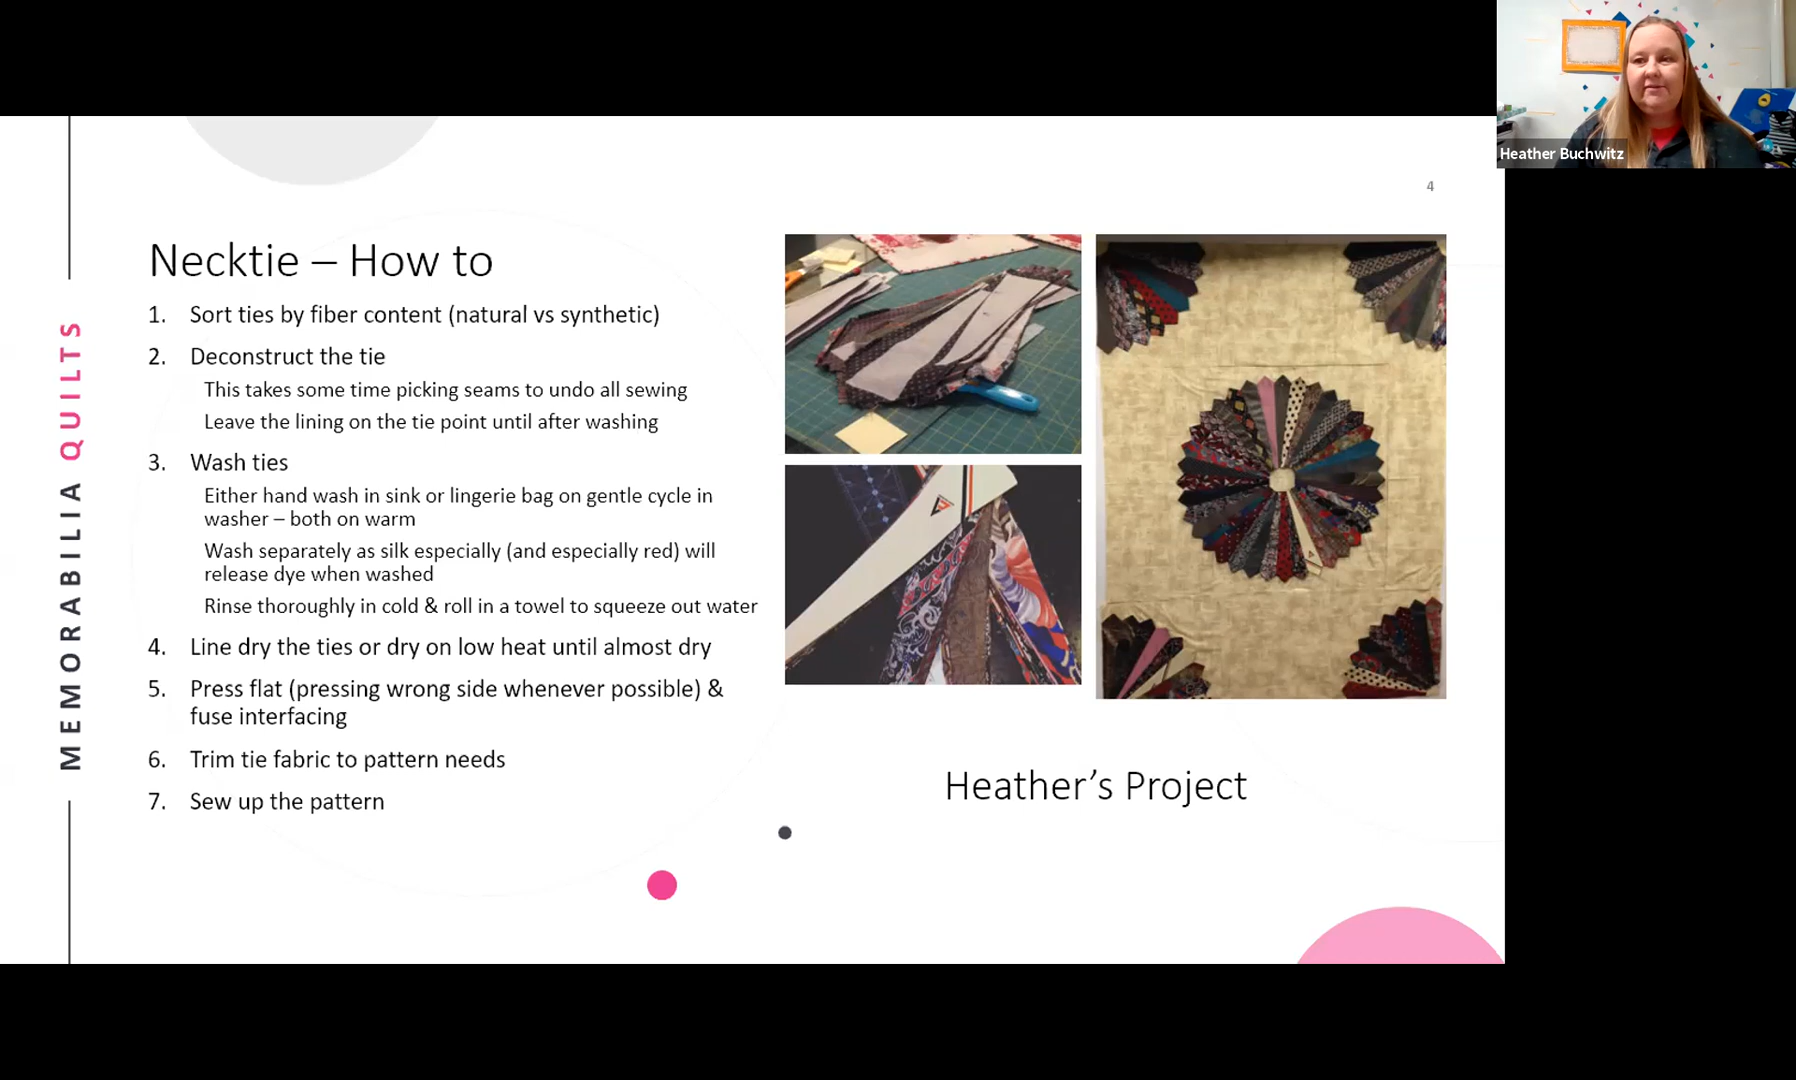 Heather Buchwitz
4
MEMORABILIA QUILTS
Necktie – How to
1. Sort ties by fiber content (natural vs synthetic)
2. Deconstruct the tie
This takes some time picking seams to undo all sewing
Leave the lining on the tie point until after washing
3. Wash ties
Either hand wash in sink or lingerie bag on gentle cycle in
washer – both on warm
Wash separately as silk especially (and especially red) will
release dye when washed
Rinse thoroughly in cold & roll in a towel to squeeze out water
4. Line dry the ties or dry on low heat until almost dry
5. Press flat (pressing wrong side whenever possible) &
fuse interfacing
6. Trim tie fabric to pattern needs
7. Sew up the pattern
Heather’s Project